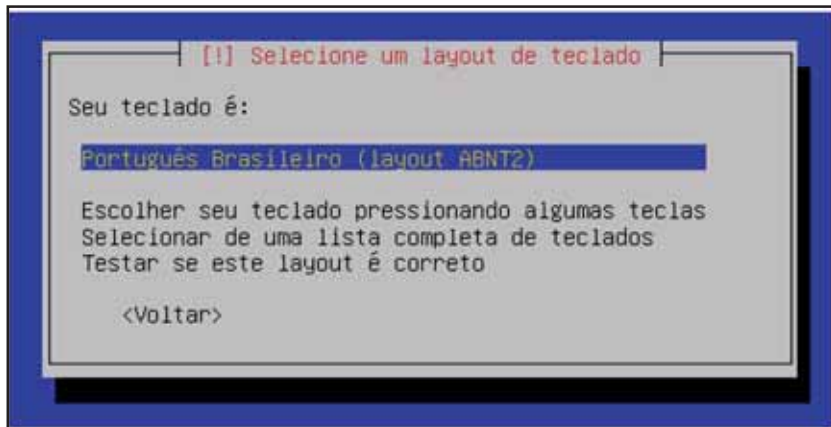 [!] Selecione um layout de teclado
Seu teclado é:
Português Brasileiro (layout ABNT2)
Escolher seu teclado pressionando algumas teclas
Selecionar de uma lista completa de teclados
Testar se este layout é correto
<Voltar>